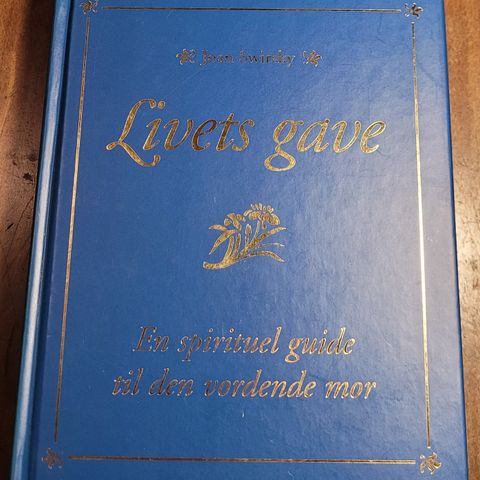 Joan Swirsky
Livets gave
En spirituel guide
til den vordende mor